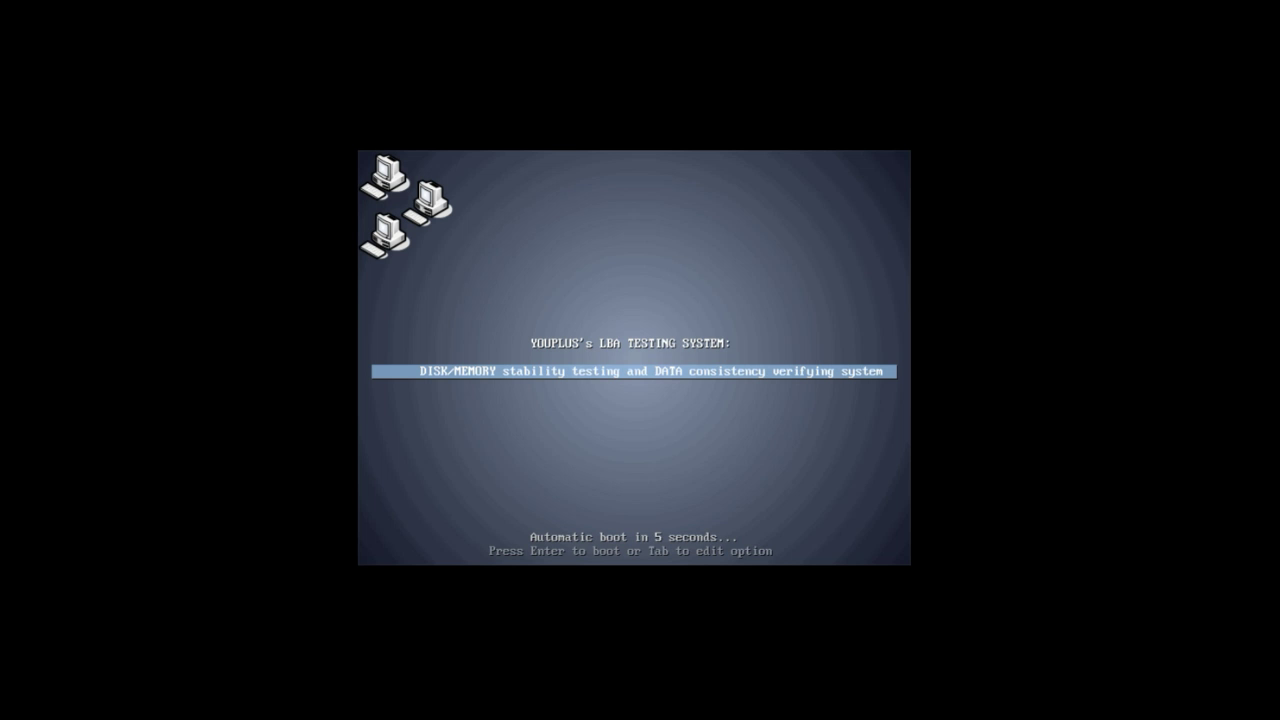 YOUPLUS's LBA TESTING SYSTEM:
DISK/MEMORY stability testing and DATA consistency verifying system
Automatic boot in 5 seconds...
Press Enter to boot or Tab to edit option